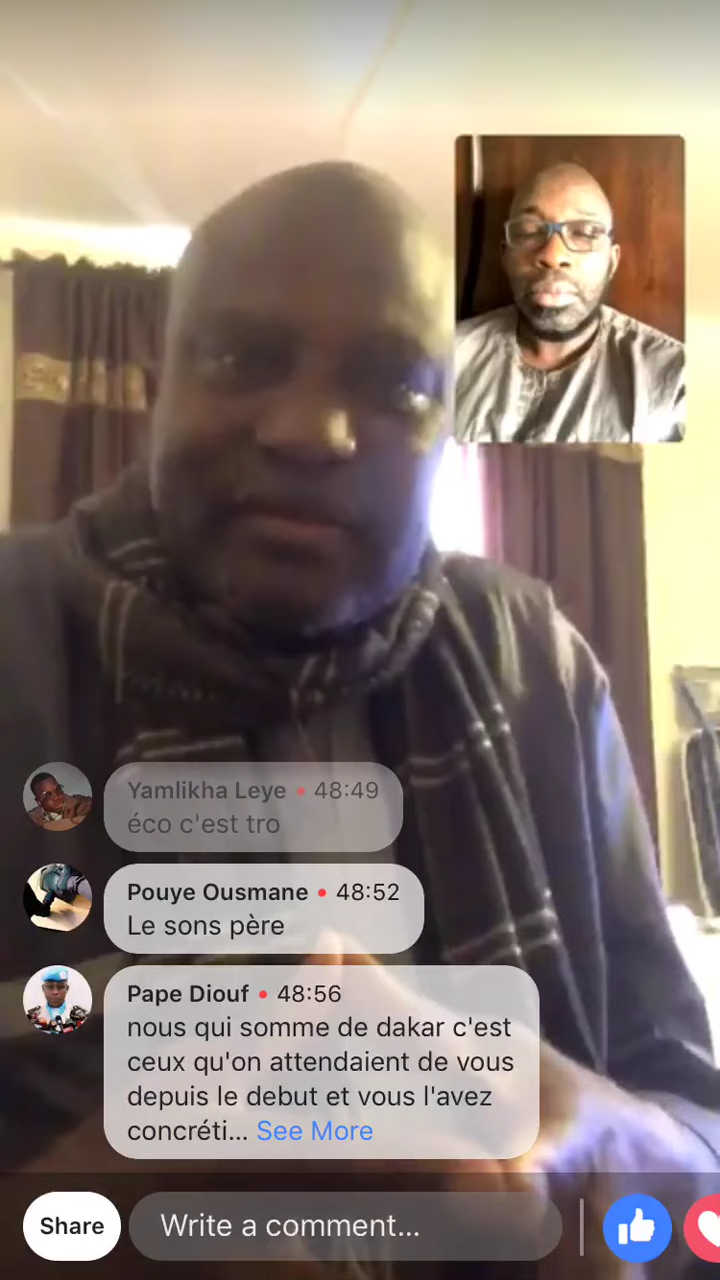 Yamlikha Leye • 48:49
éco c'est tro
Pouye Ousmane • 48:52
Le sons père
Pape Diouf • 48:56
nous qui somme de dakar c'est
ceux qu'on attendaient de vous
depuis le debut et vous l'avez
concréti... See More
Share
Write a comment...